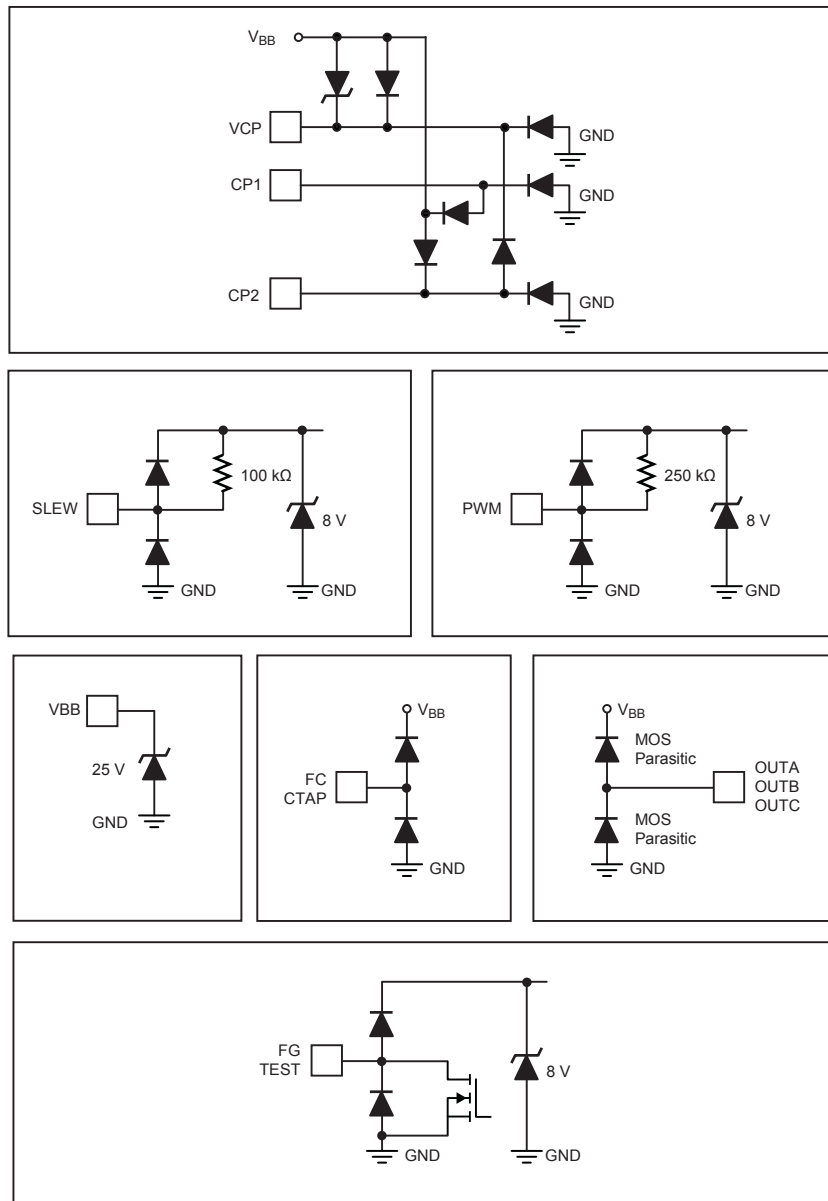 VBB
VCP
GND
CP1
GND
CP2
GND
SLEW
100 kΩ
8 V
GND
GND
PWM
250 kΩ
8 V
GND
GND
VBB
25 V
GND
VBB
FC
CTAP
GND
VBB
MOS
Parasitic
OUTA
OUTB
OUTC
MOS
Parasitic
GND
FG
TEST
8 V
GND
GND